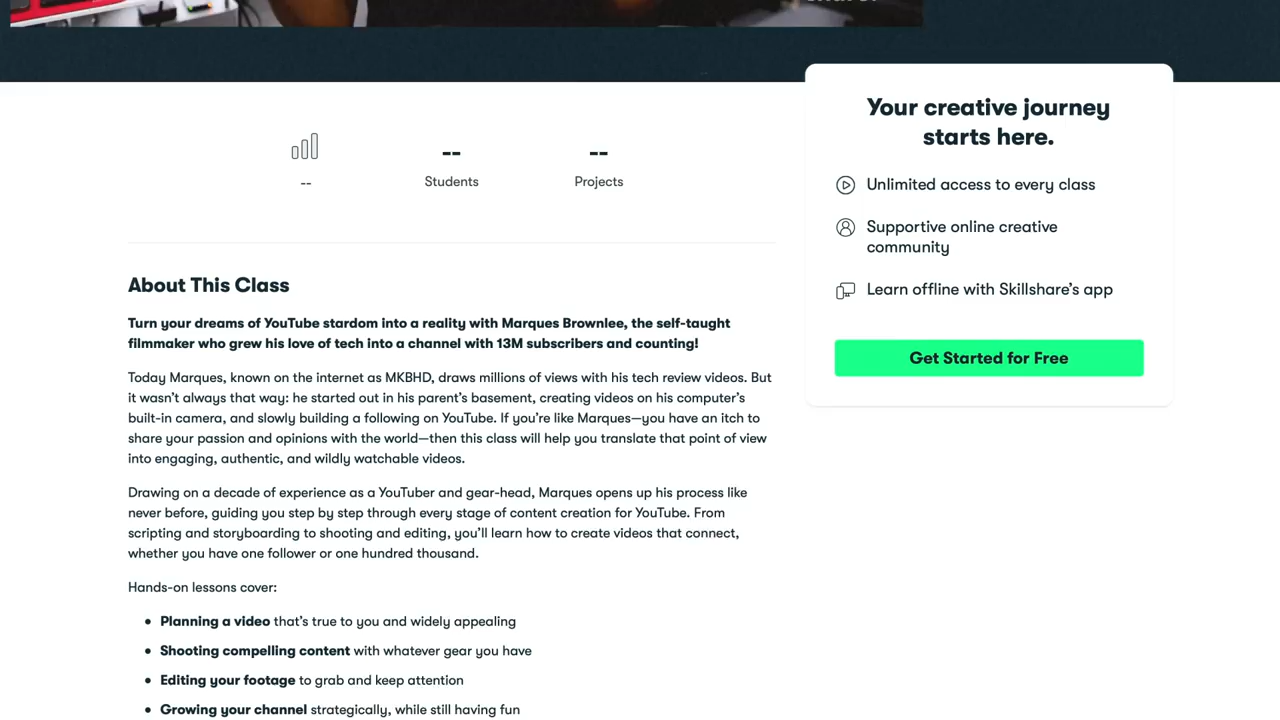 Your creative journey
starts here.
Unlimited access to every class
Supportive online creative
community
Learn offline with Skillshare's app
Get Started for Free
--
--
--
Students
Projects
About This Class
Turn your dreams of YouTube stardom into a reality with Marques Brownlee, the self-taught
filmmaker who grew his love of tech into a channel with 13M subscribers and counting!
Today Marques, known on the internet as MKBHD, draws millions of views with his tech review videos. But
it wasn't always that way: he started out in his parent's basement, creating videos on his computer's
built-in camera, and slowly building a following on YouTube. If you're like Marques—you have an itch to
share your passion and opinions with the world—then this class will help you translate that point of view
into engaging, authentic, and wildly watchable videos.
Drawing on a decade of experience as a YouTuber and gear-head, Marques opens up his process like
never before, guiding you step by step through every stage of content creation for YouTube. From
scripting and storyboarding to shooting and editing, you'll learn how to create videos that connect,
whether you have one follower or one hundred thousand.
Hands-on lessons cover:
• Planning a video that's true to you and widely appealing
• Shooting compelling content with whatever gear you have
• Editing your footage to grab and keep attention
• Growing your channel strategically, while still having fun